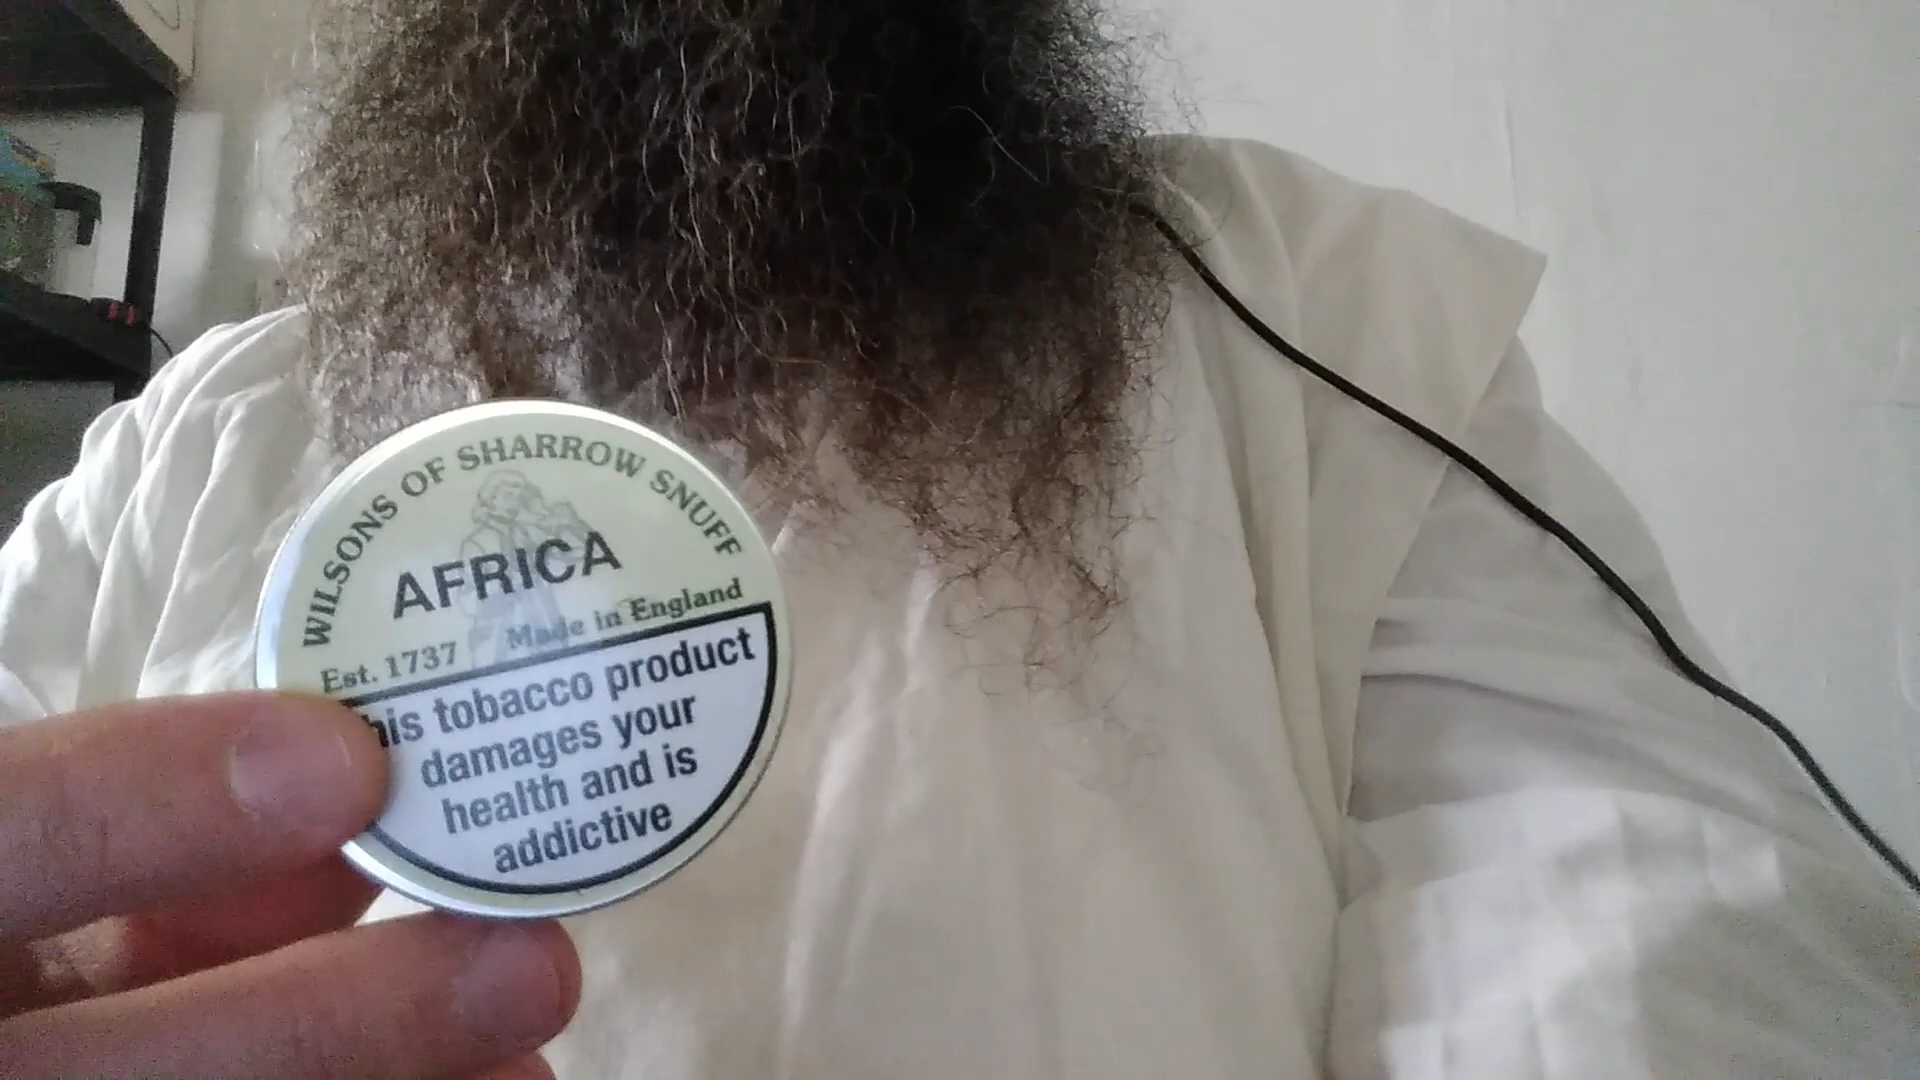 WILSONS OF SHARROW SNUFF
AFRICA
Est. 1737 Made in England
his tobacco product
damages your
health and is
addictive